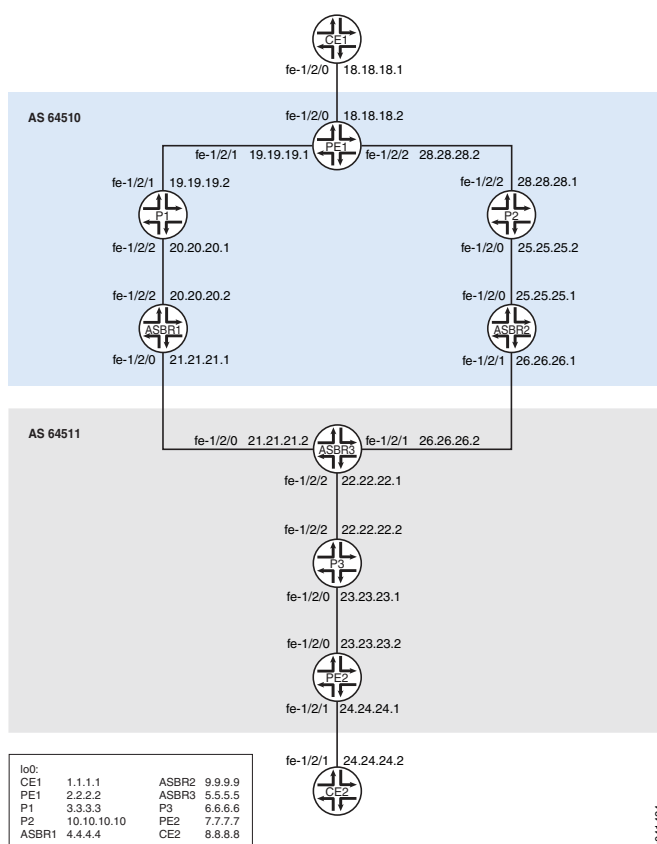 CE1
fe-1/2/0 18.18.18.1
AS 64510
fe-1/2/0 18.18.18.2
PE1
fe-1/2/1 19.19.19.1
fe-1/2/2 28.28.28.2
fe-1/2/1 19.19.19.2
fe-1/2/2 28.28.28.1
P1
P2
fe-1/2/2 20.20.20.1
fe-1/2/0 25.25.25.2
fe-1/2/2 20.20.20.2
fe-1/2/0 25.25.25.1
ASBR1
ASBR2
fe-1/2/0 21.21.21.1
fe-1/2/1 26.26.26.1
AS 64511
fe-1/2/0 21.21.21.2
fe-1/2/1 26.26.26.2
ASBR3
fe-1/2/2 22.22.22.1
fe-1/2/2 22.22.22.2
P3
fe-1/2/0 23.23.23.1
fe-1/2/0 23.23.23.2
PE2
fe-1/2/1 24.24.24.1
fe-1/2/1 24.24.24.2
CE2
lo0:
CE1 1.1.1.1 ASBR2 9.9.9.9
PE1 2.2.2.2 ASBR3 5.5.5.5
P1 3.3.3.3 P3 6.6.6.6
P2 10.10.10.10 PE2 7.7.7.7
ASBR1 4.4.4.4 CE2 8.8.8.8